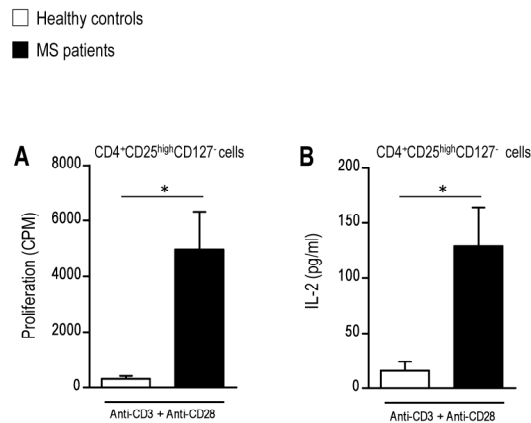 Healthy controls
MS patients
A
CD4⁺CD25ʰⁱᵍʰCD127⁻ cells
8000
6000
4000
2000
0
Proliferation (CPM)
*
Anti-CD3 + Anti-CD28
B
CD4⁺CD25ʰⁱᵍʰCD127⁻ cells
200
150
100
50
0
IL-2 (pg/ml)
*
Anti-CD3 + Anti-CD28